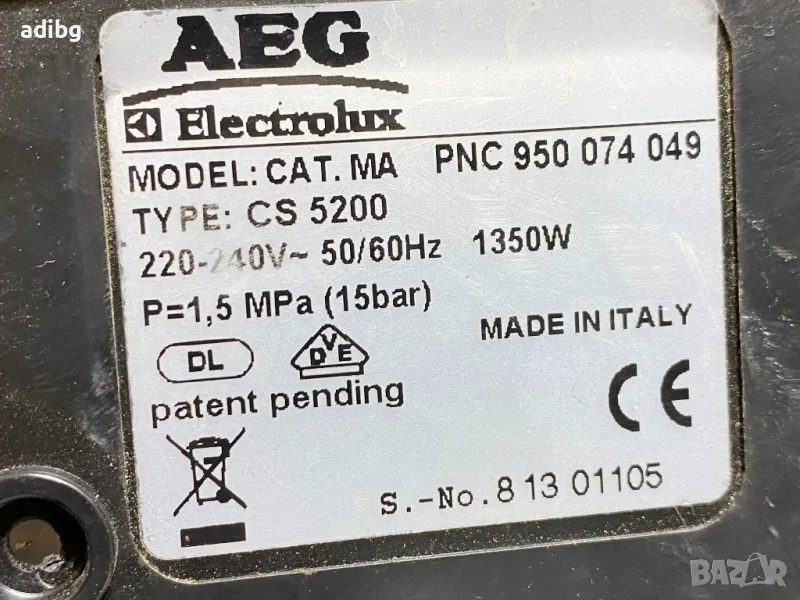 adibg
AEG
Electrolux
MODEL: CAT. MA PNC 950 074 049
TYPE: CS 5200
220-240V~ 50/60Hz 1350W
P=1,5 MPa (15bar)
MADE IN ITALY
DL DVE
patent pending
CE
S.-No.8 13 01105
BAZAR